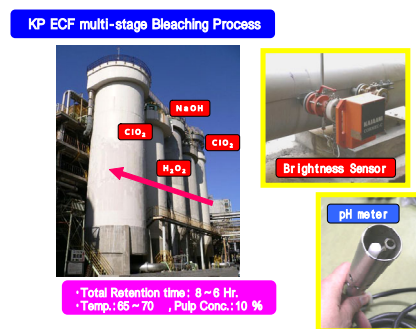 KP ECF multi-stage Bleaching Process
NaOH
ClO₂
ClO₂
H₂O₂
Brightness Sensor
pH meter
・Total Retention time: 8～6 Hr.
・Temp.:65～70 , Pulp Conc.:10 %